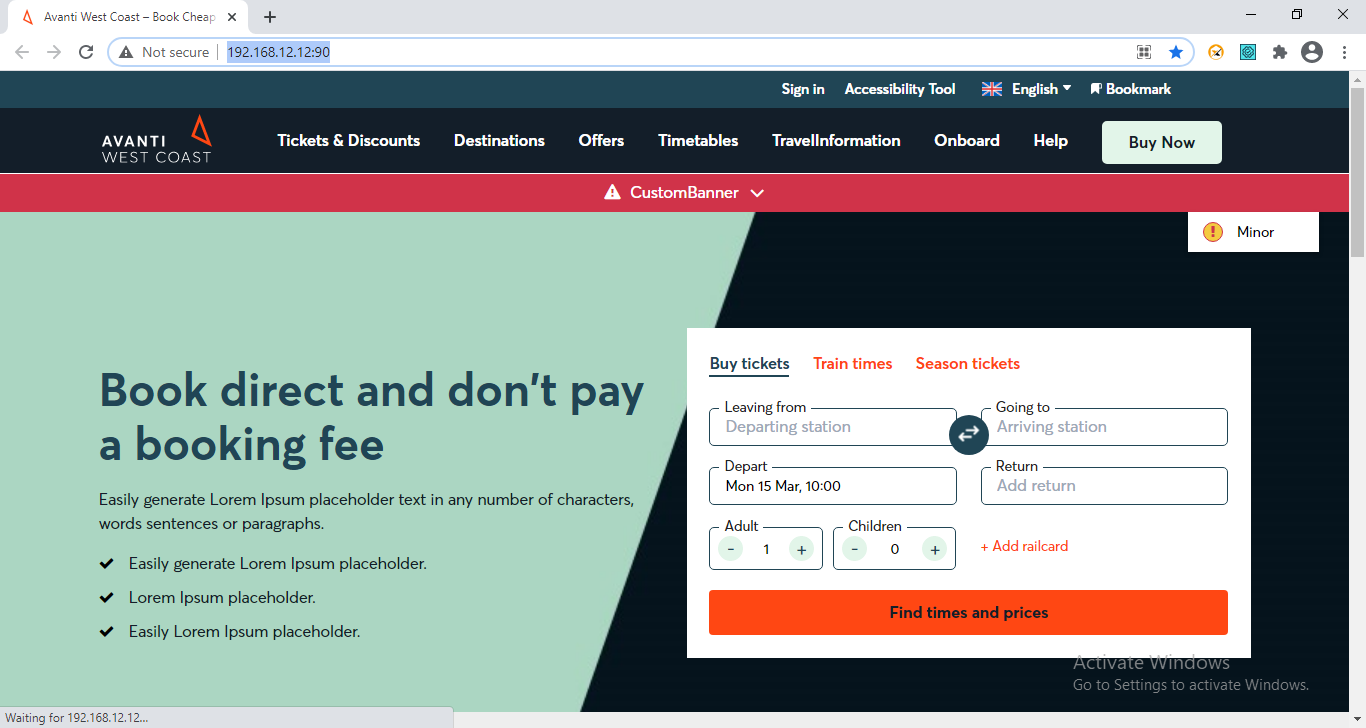 Avanti West Coast – Book Cheap
Not secure
192.168.12.12:90
Sign in
Accessibility Tool
English
Bookmark
AVANTI
WEST COAST
Tickets & Discounts
Destinations
Offers
Timetables
TravelInformation
Onboard
Help
Buy Now
CustomBanner
Minor
Book direct and don't pay
a booking fee
Easily generate Lorem Ipsum placeholder text in any number of characters,
words sentences or paragraphs.
Easily generate Lorem Ipsum placeholder.
Lorem Ipsum placeholder.
Easily Lorem Ipsum placeholder.
Buy tickets
Train times
Season tickets
Leaving from
Departing station
Going to
Arriving station
Depart
Mon 15 Mar, 10:00
Return
Add return
Adult
- 1 +
Children
- 0 +
+ Add railcard
Find times and prices
Activate Windows
Go to Settings to activate Windows.
Waiting for 192.168.12.12...